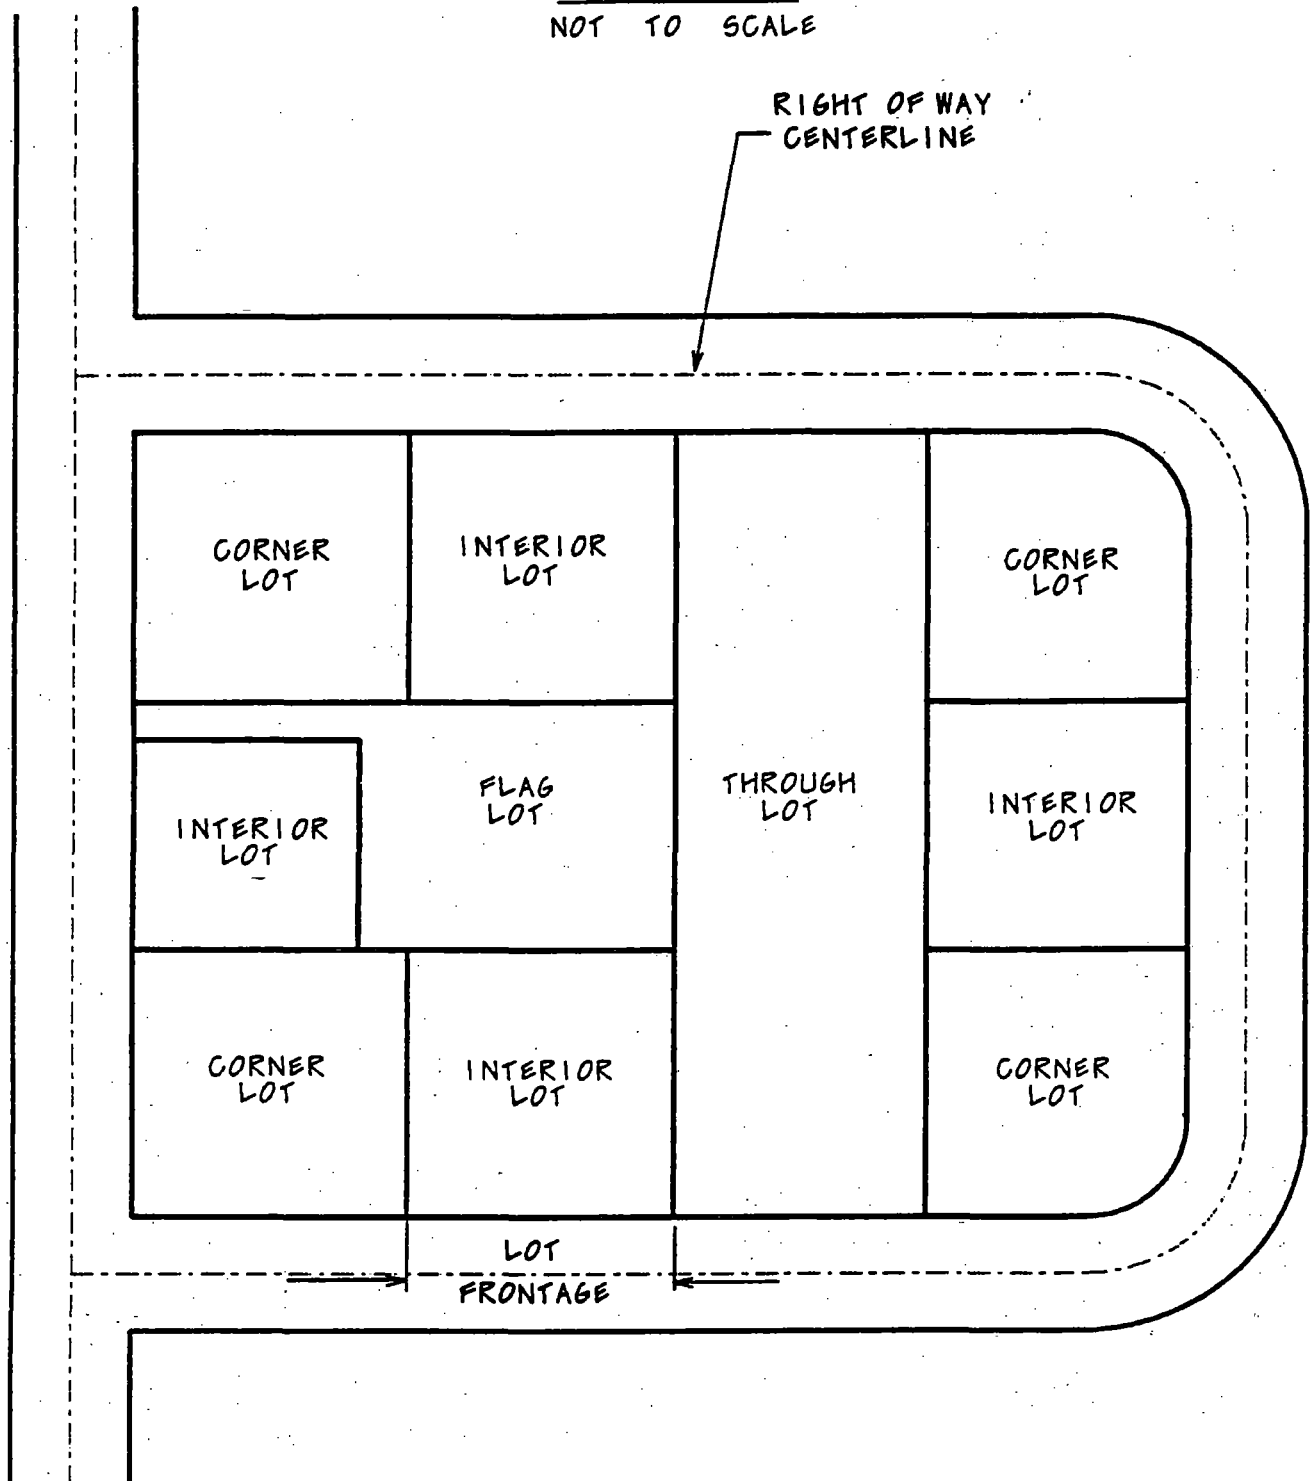 NOT TO SCALE
RIGHT OF WAY
CENTERLINE
CORNER
LOT
INTERIOR
LOT
CORNER
LOT
FLAG
LOT
THROUGH
LOT
INTERIOR
LOT
INTERIOR
LOT
CORNER
LOT
INTERIOR
LOT
CORNER
LOT
LOT
FRONTAGE